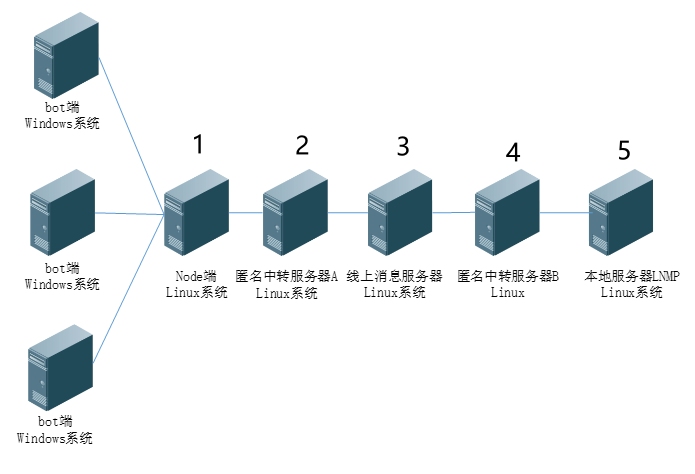 bot端
Windows系统
bot端
Windows系统
bot端
Windows系统
1
2
3
4
5
Node端
Linux系统
匿名中转服务器A
Linux系统
线上消息服务器
Linux系统
匿名中转服务器B
Linux
本地服务器LNMP
Linux系统